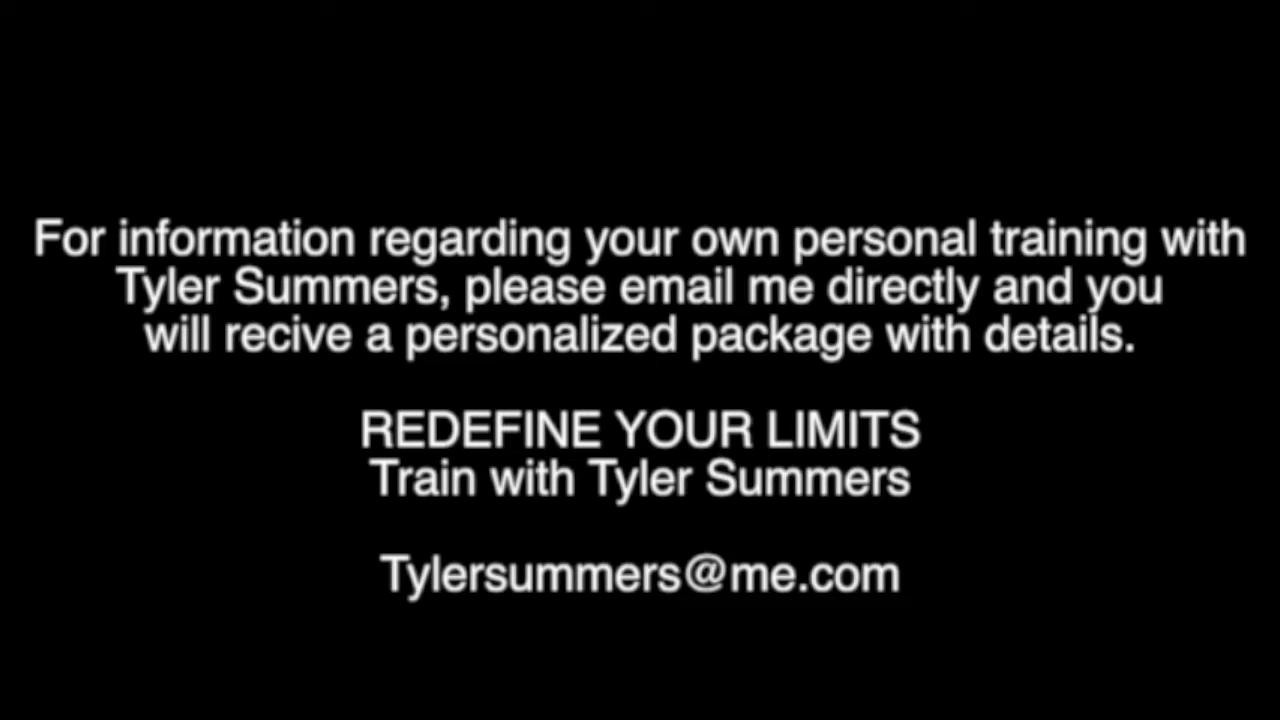 For information regarding your own personal training with
Tyler Summers, please email me directly and you
will recive a personalized package with details.
REDEFINE YOUR LIMITS
Train with Tyler Summers
Tylersummers@me.com